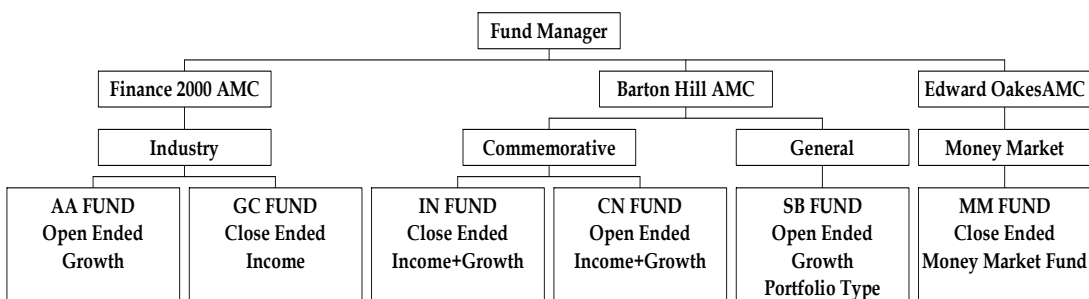 Fund Manager
Finance 2000 AMC
Barton Hill AMC
Edward OakesAMC
Industry
Commemorative
General
Money Market
AA FUND
Open Ended
Growth
GC FUND
Close Ended
Income
IN FUND
Close Ended
Income+Growth
CN FUND
Open Ended
Income+Growth
SB FUND
Open Ended
Growth
Portfolio Type
MM FUND
Close Ended
Money Market Fund